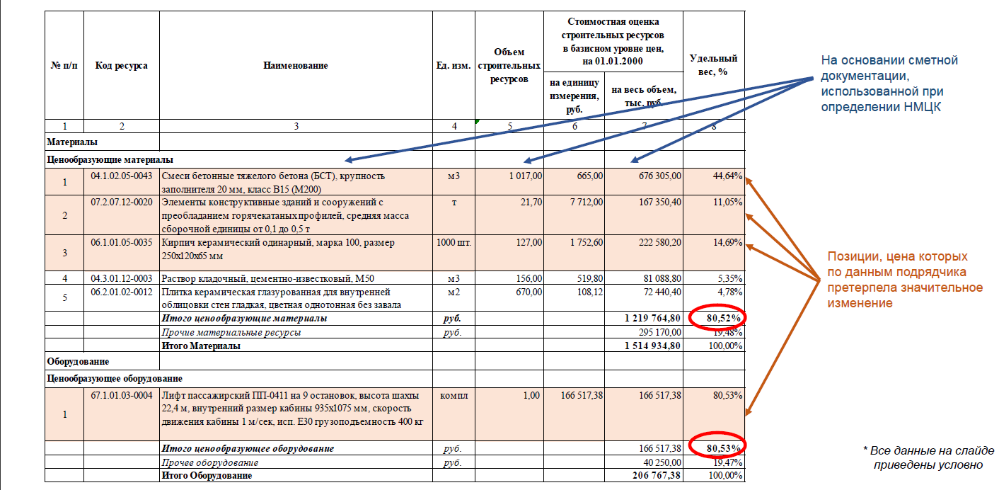 № п/п
Код ресурса
Наименование
Ед. изм.
Объем
строительных
ресурсов
Стоимостная оценка
строительных ресурсов
в базисном уровне цен,
на 01.01.2000
на единицу
измерения,
руб.
на весь объем,
тыс. руб.
Удельный
вес, %
1 2 3 4 5 6 7 8
Материалы
Ценообразующие материалы
1 04.1.02.05-0043 Смеси бетонные тяжелого бетона (БСТ), крупность м3 1 017,00 665,00 676 305,00 44,64%
заполнителя 20 мм, класс В15 (М200)
2 07.2.07.12-0020 Элементы конструктивные зданий и сооружений с т 21,70 7 712,00 167 350,40 11,05%
преобладанием горячекатаных профилей, средняя масса
сборочной единицы от 0,1 до 0,5 т
3 06.1.01.05-0035 Кирпич керамический одинарный, марка 100, размер 1000 шт. 127,00 1 752,60 222 580,20 14,69%
250х120х65 мм
4 04.3.01.12-0003 Раствор кладочный, цементно-известковый, М50 м3 156,00 519,80 81 088,80 5,35%
5 06.2.01.02-0012 Плитка керамическая глазурованная для внутренней м2 670,00 108,12 72 440,40 4,78%
облицовки стен гладкая, цветная однотонная без завала
Итого ценообразующие материалы руб. 1 219 764,80 80,52%
Прочие материальные ресурсы руб. 295 170,00 19,48%
Итого Материалы 1 514 934,80 100,00%
Оборудование
Ценообразующее оборудование
1 67.1.01.03-0004 Лифт пассажирский ПП-0411 на 9 остановок, высота шахты компл 1,00 166 517,38 166 517,38 80,53%
22,4 м, внутренний размер кабины 935х1075 мм, скорость
движения кабины 1 м/сек, исп. Е30 грузоподъемность 400 кг
Итого ценообразующее оборудование руб. 166 517,38 80,53%
Прочее оборудование руб. 40 250,00 19,47%
Итого Оборудование 206 767,38 100,00%
На основании сметной
документации,
использованной при
определении НМЦК
Позиции, цена которых
по данным подрядчика
претерпела значительное
изменение
* Все данные на слайде
приведены условно